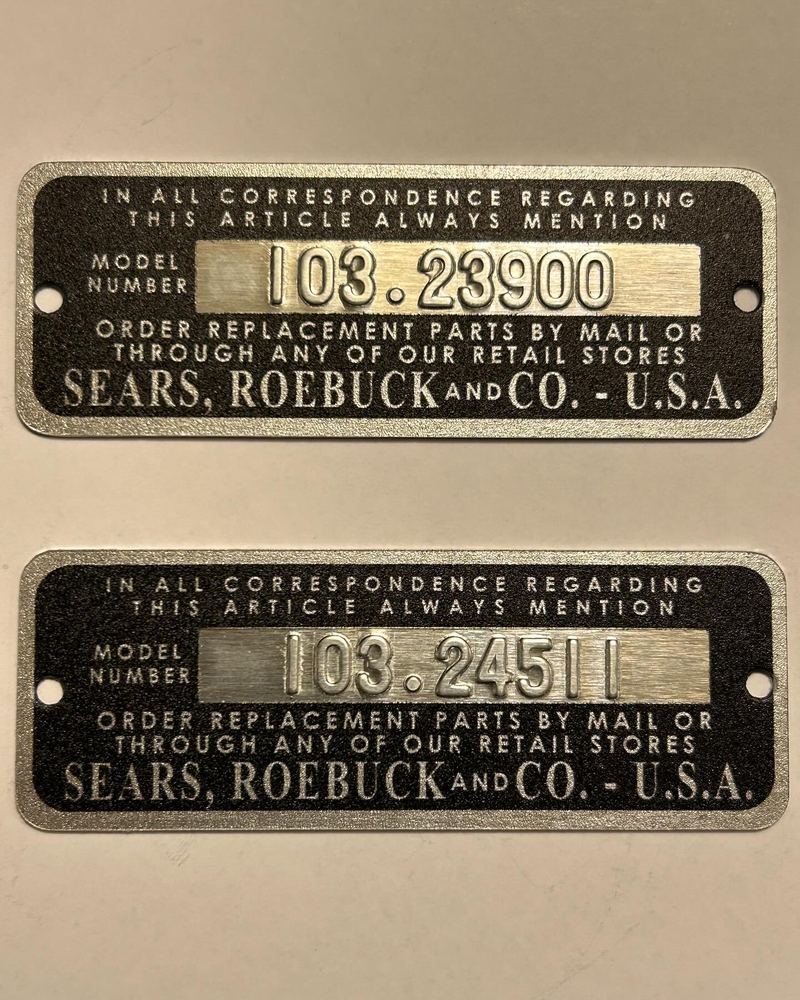 IN ALL CORRESPONDENCE REGARDING
THIS ARTICLE ALWAYS MENTION
MODEL
NUMBER 103.23900
ORDER REPLACEMENT PARTS BY MAIL OR
THROUGH ANY OF OUR RETAIL STORES
SEARS, ROEBUCK AND CO. - U.S.A.
IN ALL CORRESPONDENCE REGARDING
THIS ARTICLE ALWAYS MENTION
MODEL
NUMBER 103.24511
ORDER REPLACEMENT PARTS BY MAIL OR
THROUGH ANY OF OUR RETAIL STORES
SEARS, ROEBUCK AND CO. - U.S.A.